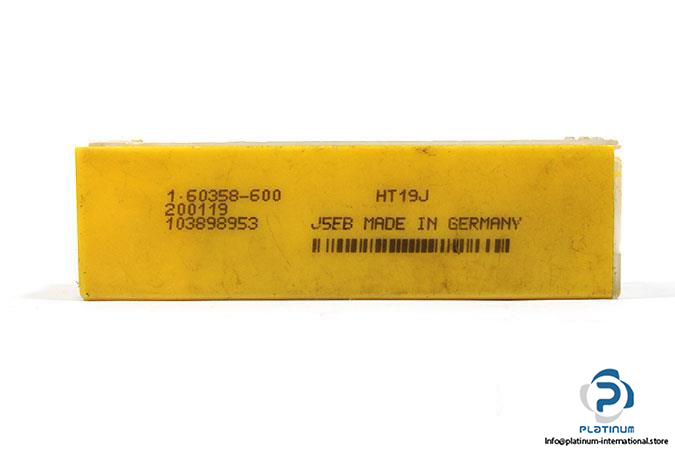 1.60358-600 HT19J
200119
103898953 J5EB MADE IN GERMANY
PLATINUM
info@platinum-international.store